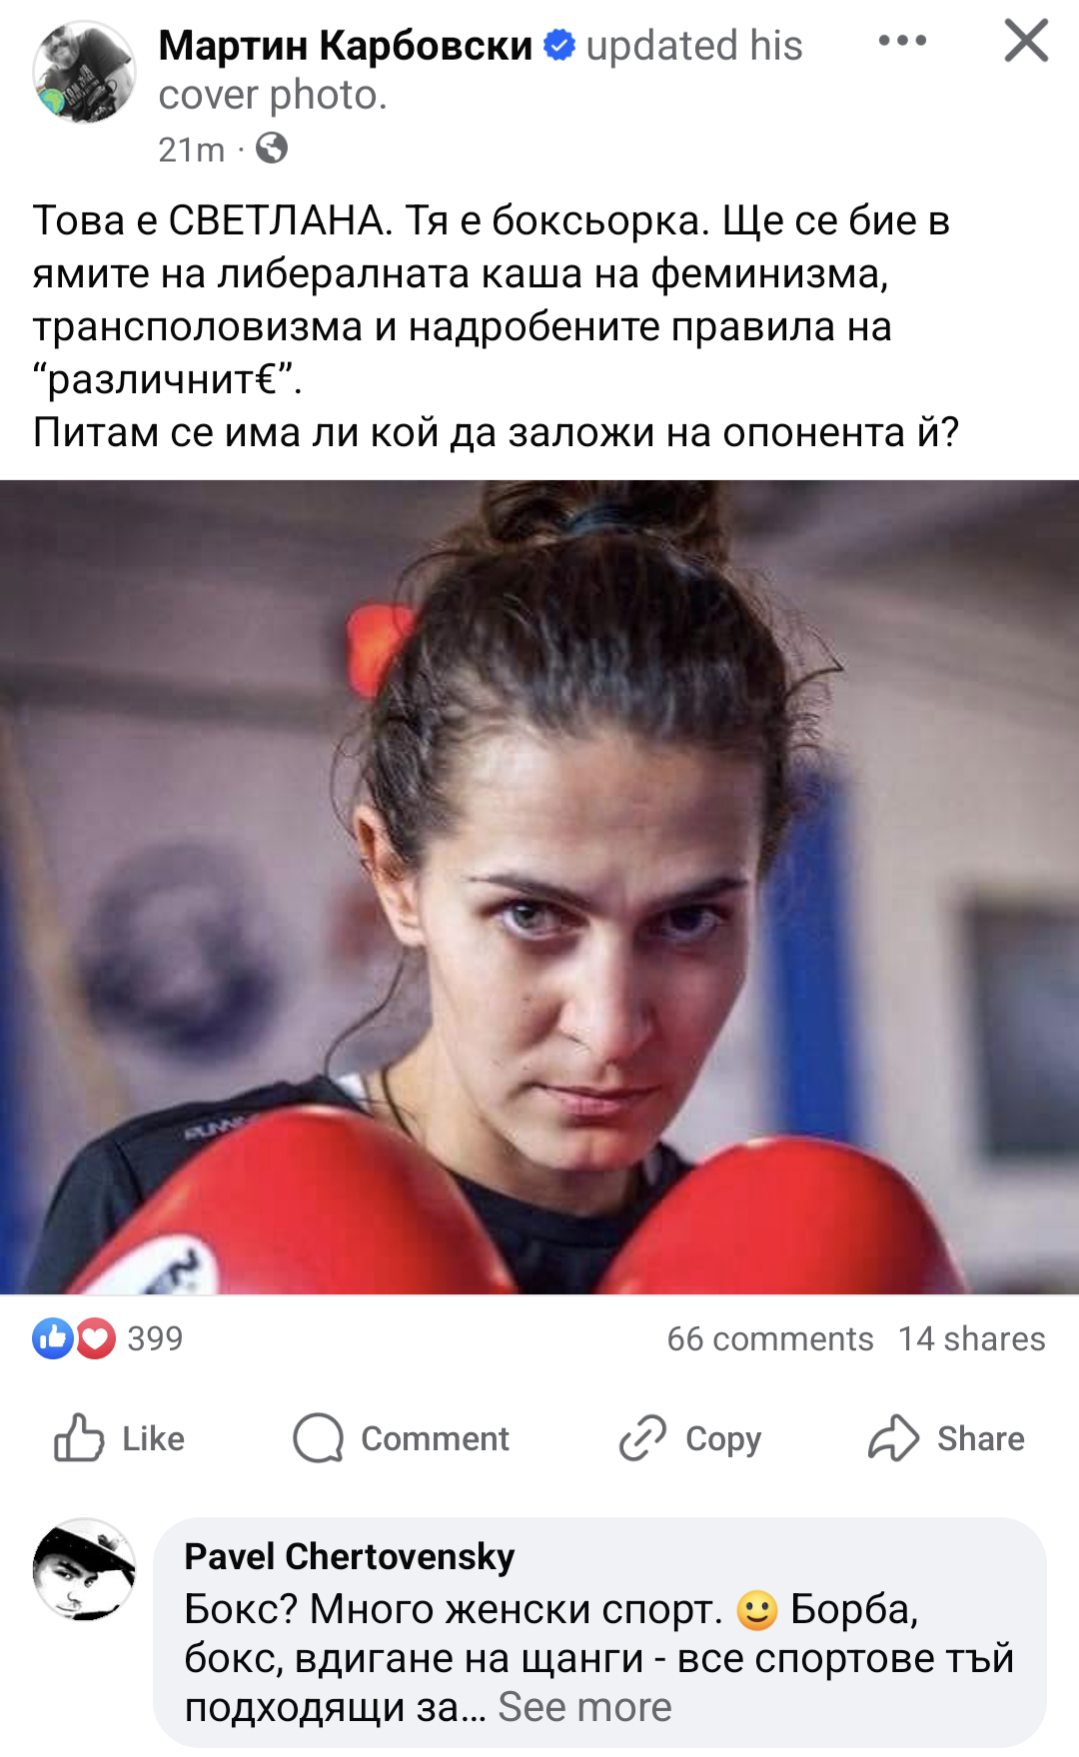 Мартин Карбовски updated his
cover photo.
21m ·
Това е СВЕТЛАНА. Тя е боксьорка. Ще се бие в
ямите на либералната каша на феминизма,
трансполовизма и надробените правила на
“различнит€”.
Питам се има ли кой да заложи на опонента й?
399
66 comments 14 shares
Like Comment Copy Share
Pavel Chertovensky
Бокс? Много женски спорт. 🙂 Борба,
бокс, вдигане на щанги - все спортове тъй
подходящи за... See more